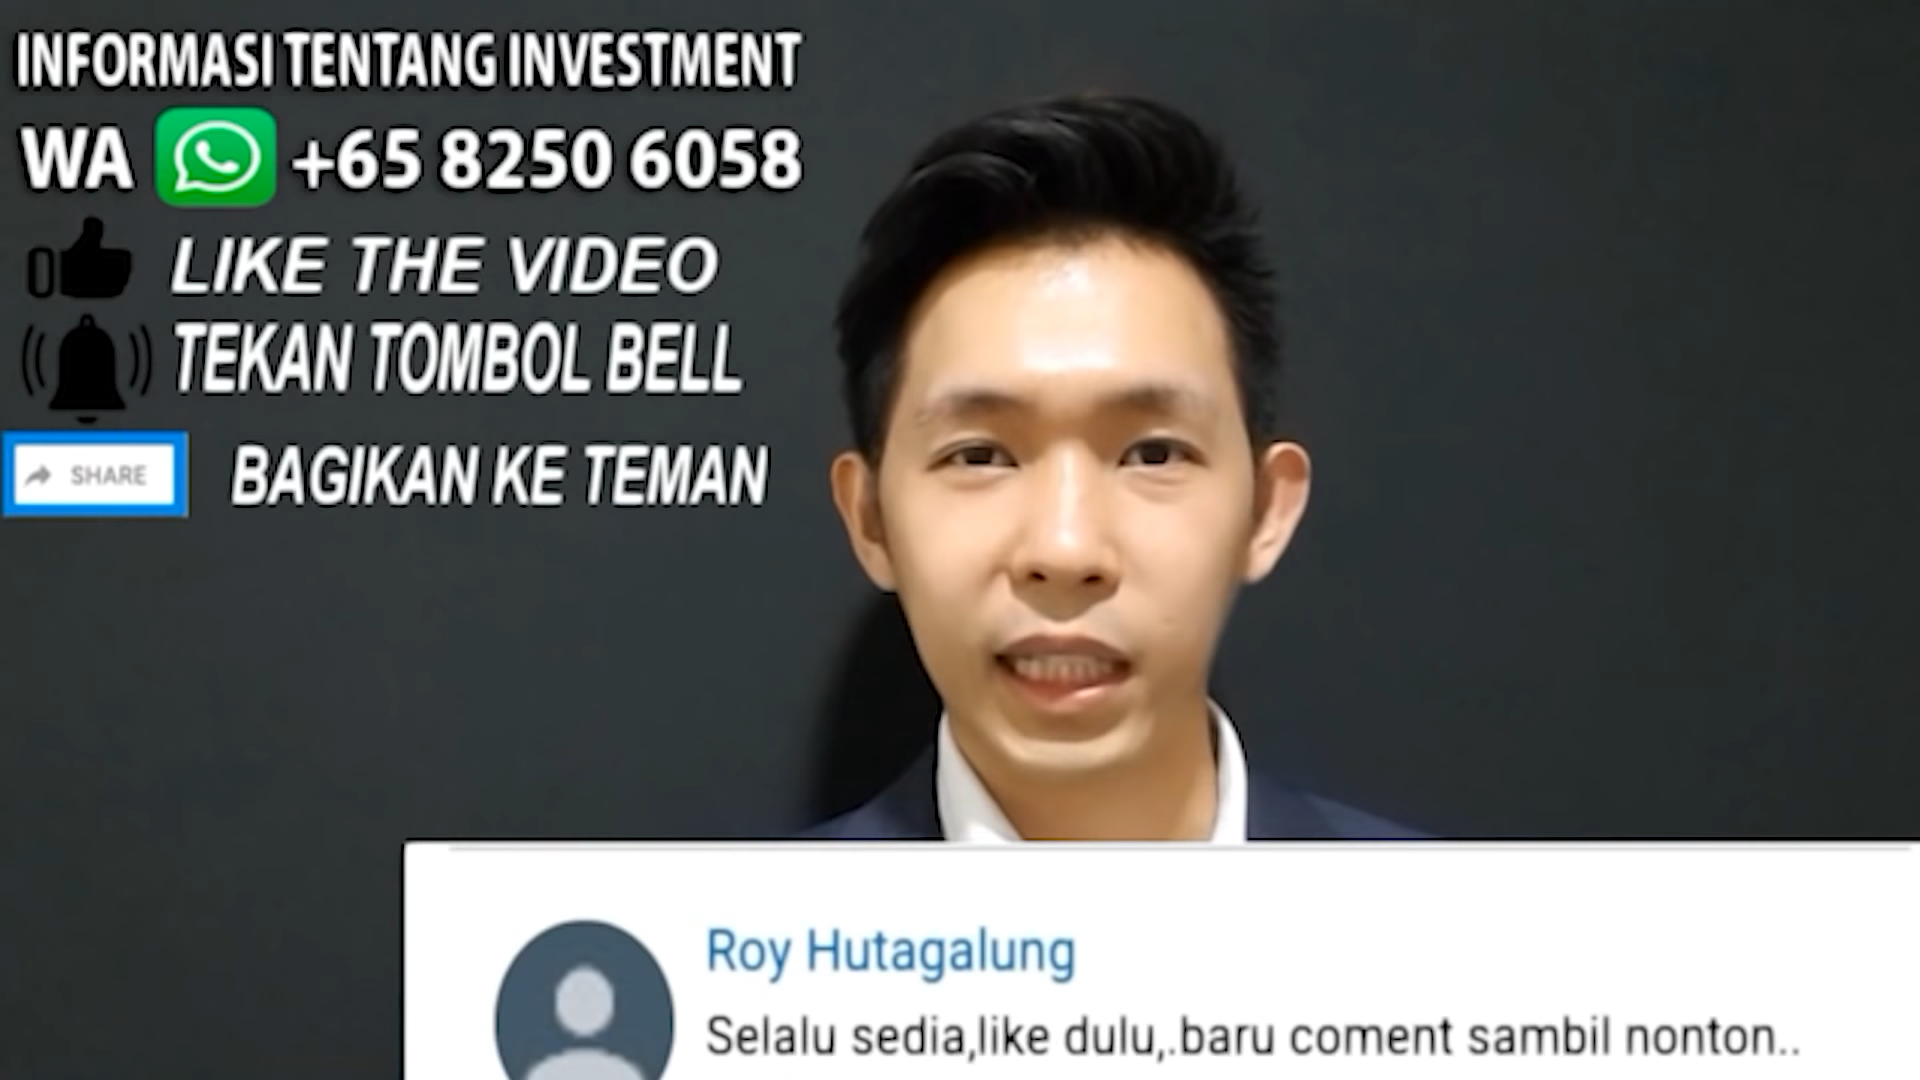 INFORMASI TENTANG INVESTMENT
WA +65 8250 6058
LIKE THE VIDEO
TEKAN TOMBOL BELL
SHARE BAGIKAN KE TEMAN
Roy Hutagalung
Selalu sedia,like dulu,.baru coment sambil nonton..